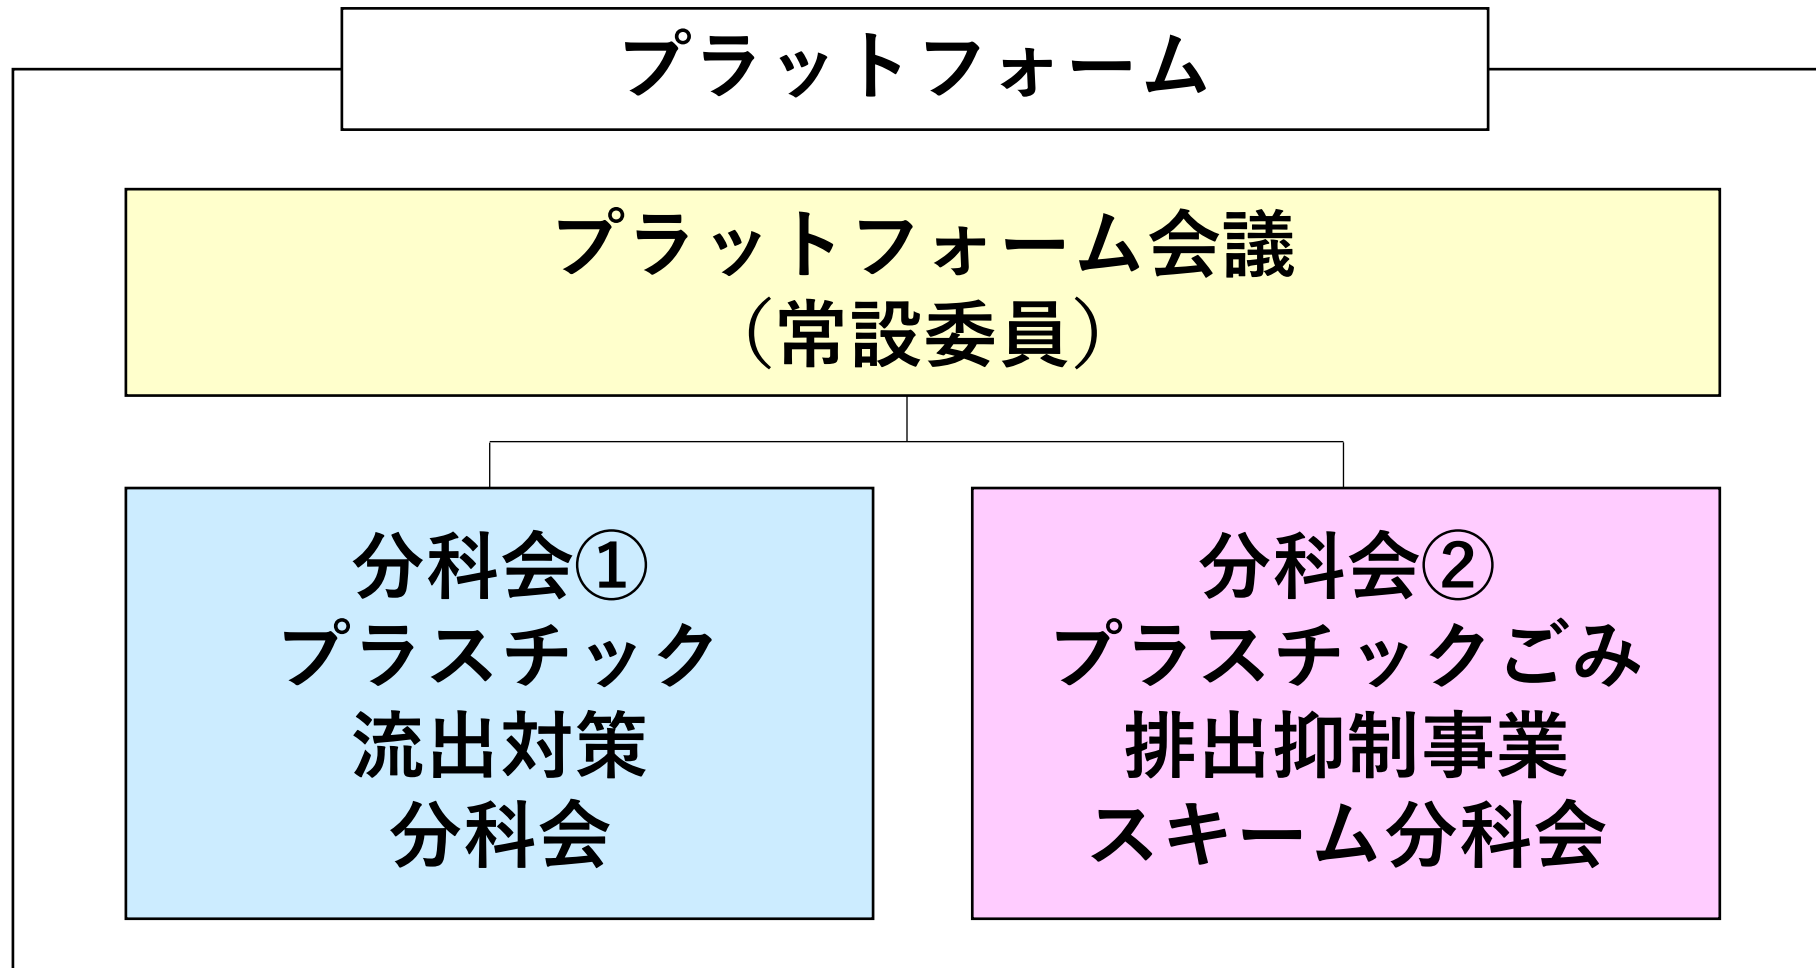 プラットフォーム
プラットフォーム会議
（常設委員）
分科会①
プラスチック
流出対策
分科会
分科会②
プラスチックごみ
排出抑制事業
スキーム分科会